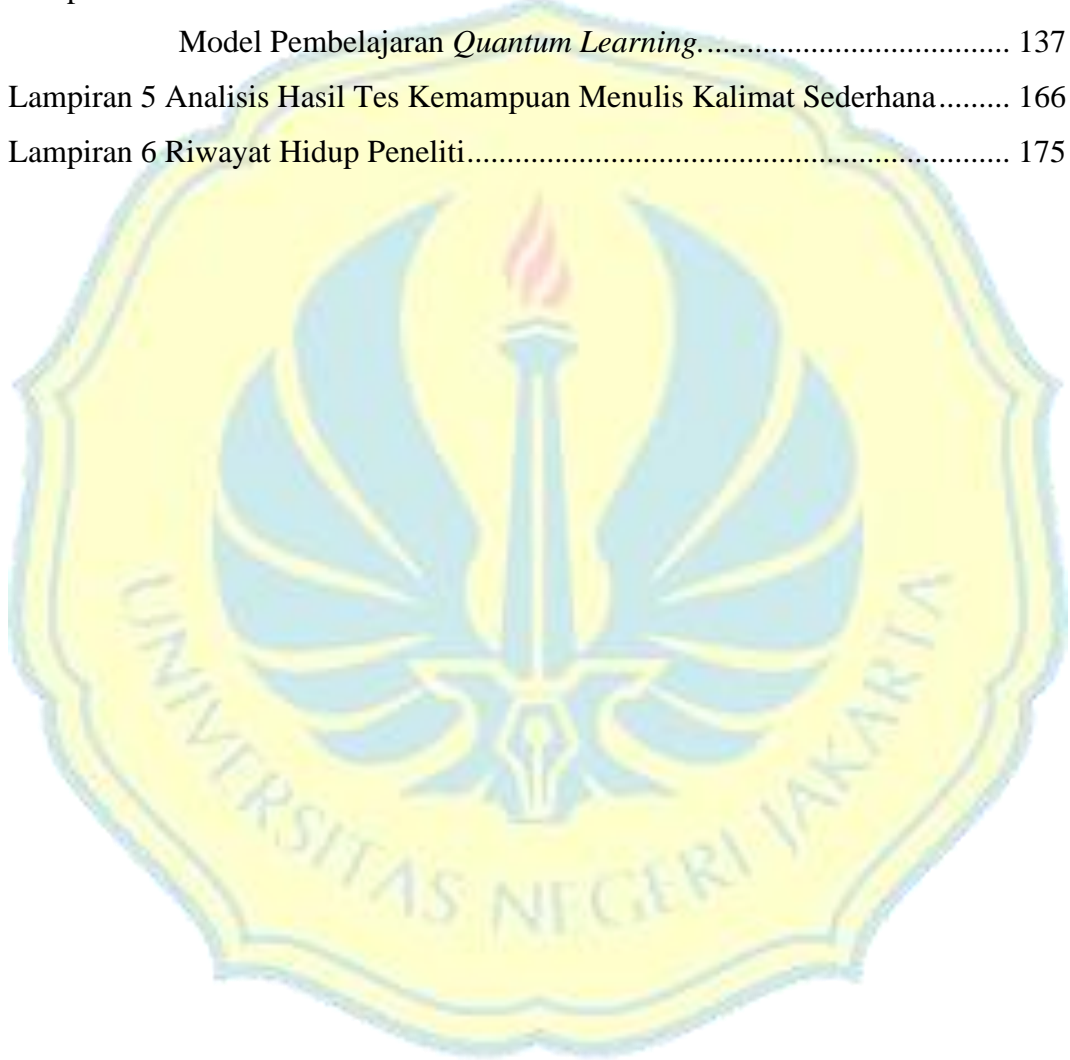 Model Pembelajaran Quantum Learning................................... 137
Lampiran 5 Analisis Hasil Tes Kemampuan Menulis Kalimat Sederhana......... 166
Lampiran 6 Riwayat Hidup Peneliti..................................................................... 175
UNIVERSITAS NEGERI JAKARTA